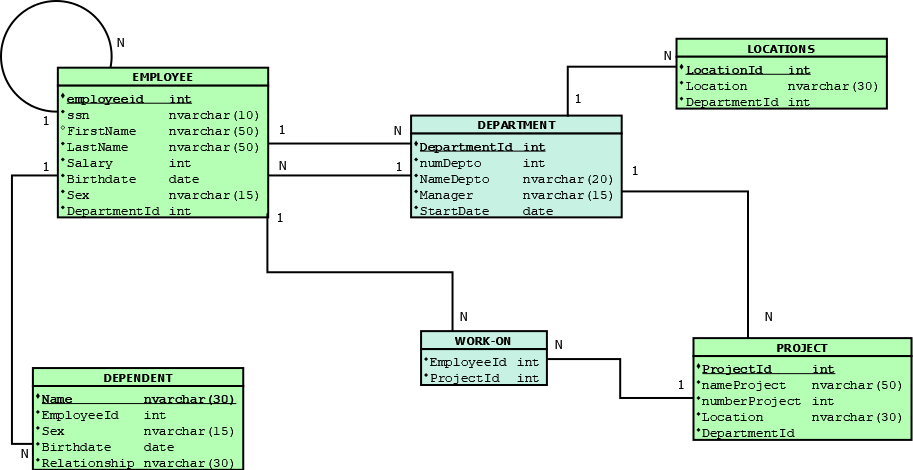 EMPLOYEE
employeeid int
ssn nvarchar(10)
FirstName nvarchar(50)
LastName nvarchar(50)
Salary int
Birthdate date
Sex nvarchar(15)
DepartmentId int
N
1
1
1
N
N
1
1
DEPARTMENT
DepartmentId int
numDepto int
NameDepto nvarchar(20)
Manager nvarchar(15)
StartDate date
1
N
LOCATIONS
LocationId int
Location nvarchar(30)
DepartmentId int
1
N
WORK-ON
EmployeeId int
ProjectId int
N
N
1
PROJECT
ProjectId int
nameProject nvarchar(50)
numberProject int
Location nvarchar(30)
DepartmentId
DEPENDENT
Name nvarchar(30)
EmployeeId int
Sex nvarchar(15)
Birthdate date
Relationship nvarchar(30)
N